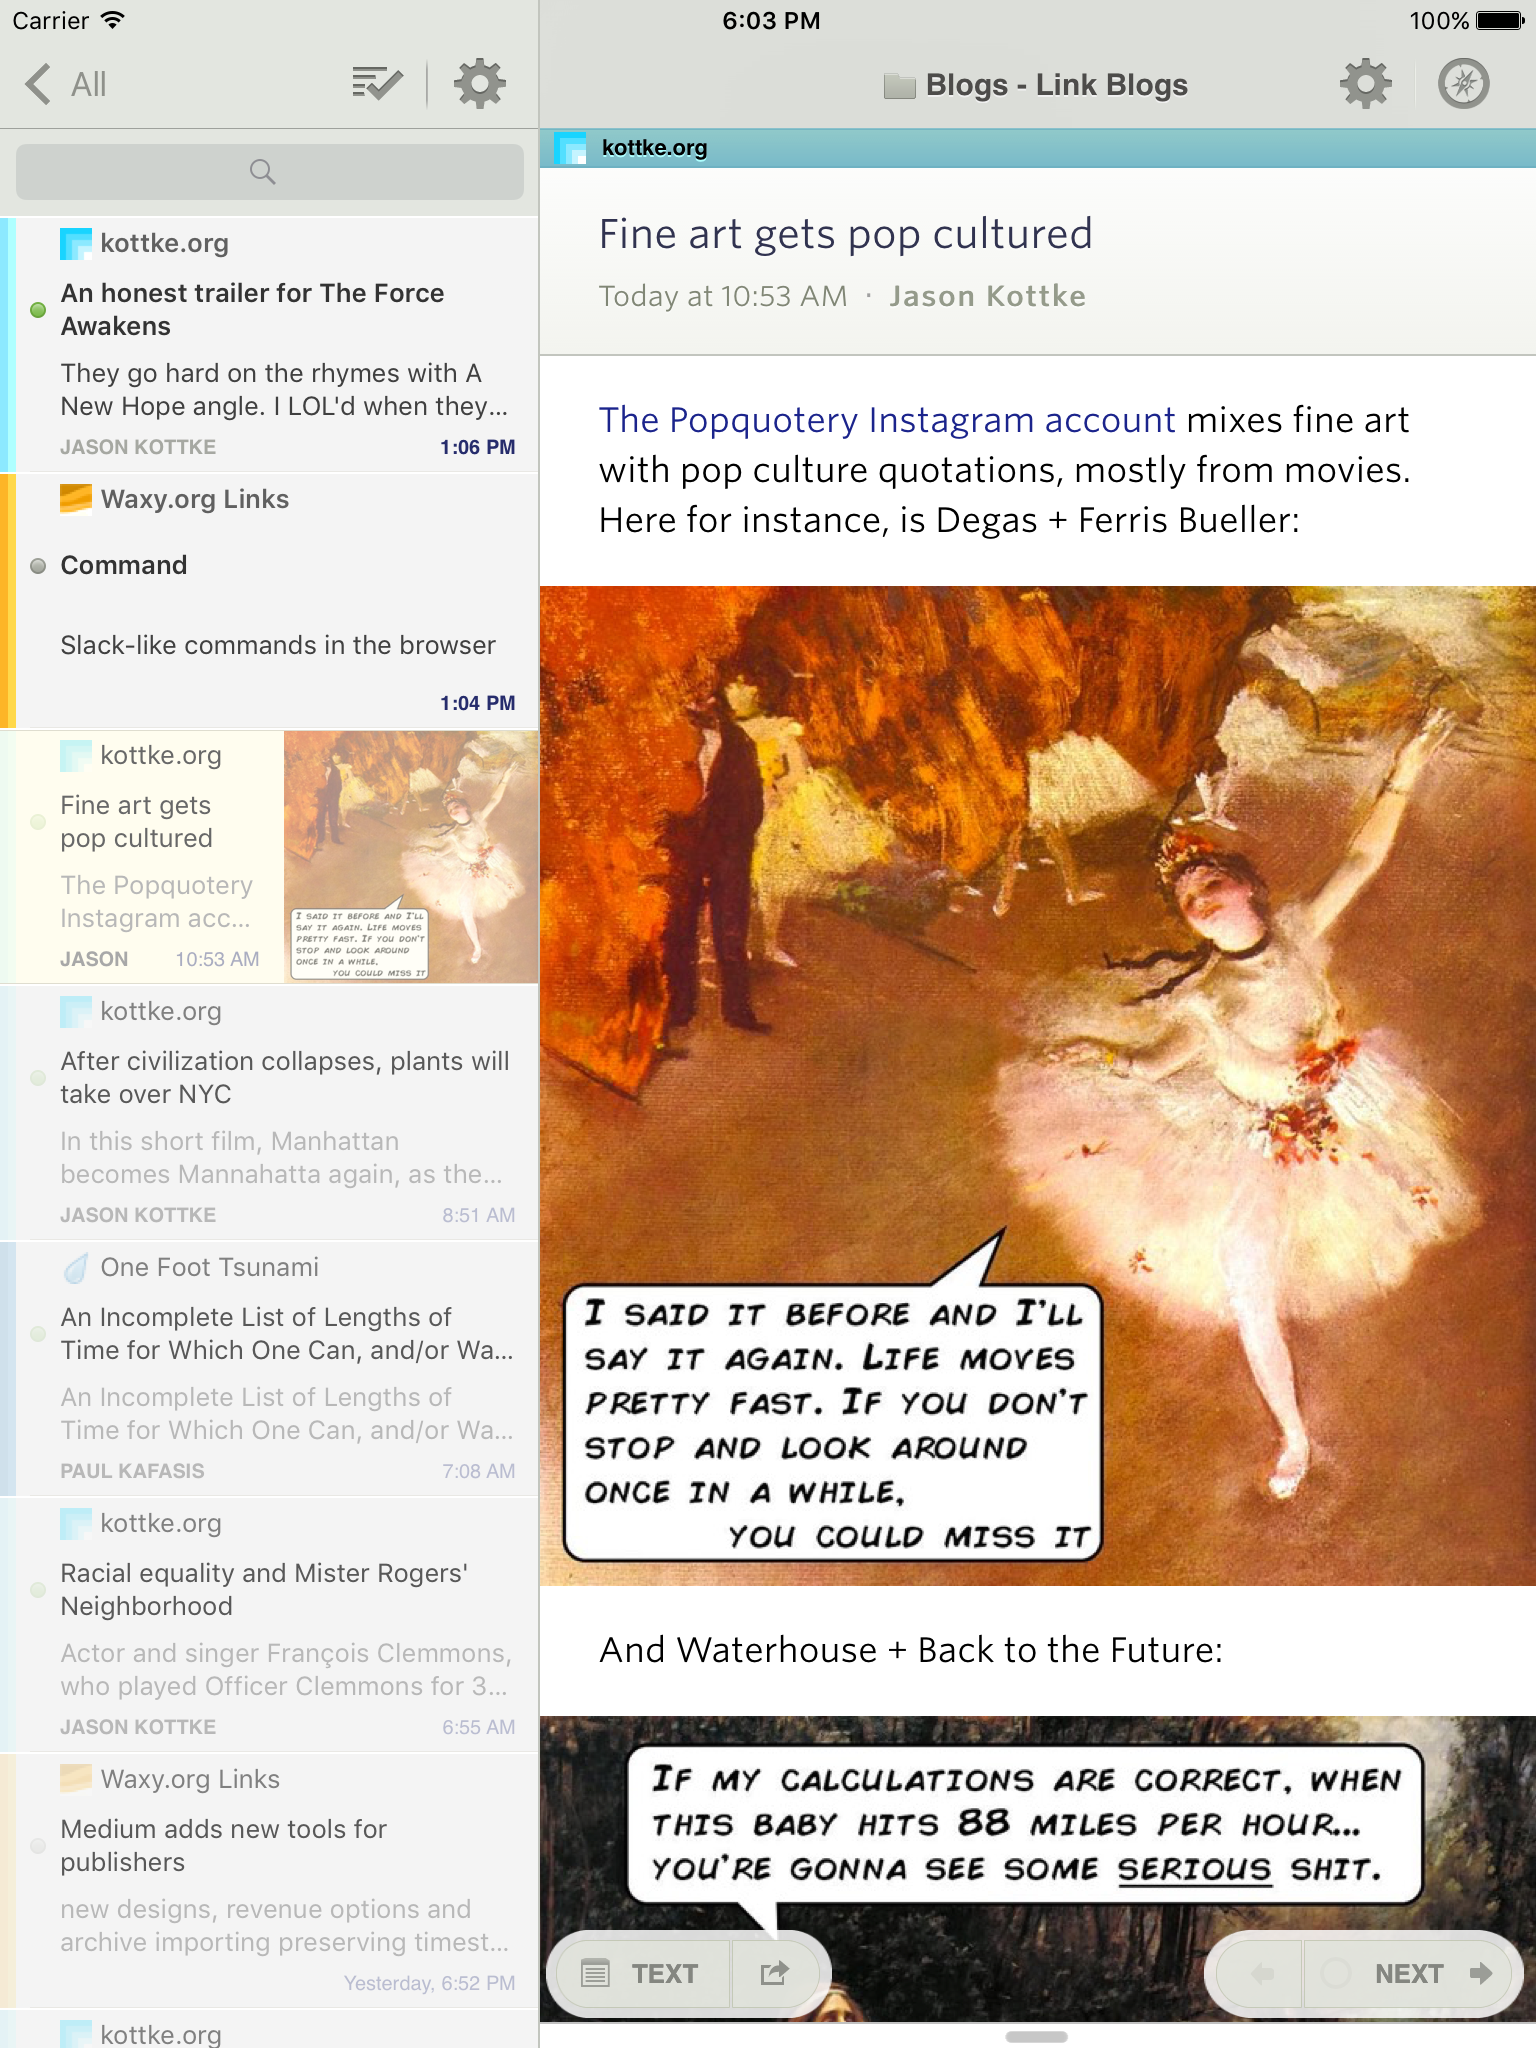 Carrier
6:03 PM
100%
All
Blogs - Link Blogs
kottke.org
An honest trailer for The Force
Awakens
They go hard on the rhymes with A
New Hope angle. I LOL'd when they...
JASON KOTTKE 1:06 PM
Waxy.org Links
Command
Slack-like commands in the browser
1:04 PM
kottke.org
Fine art gets
pop cultured
The Popquotery
Instagram acc...
JASON 10:53 AM
I SAID IT BEFORE AND I'LL
SAY IT AGAIN. LIFE MOVES
PRETTY FAST. IF YOU DON'T
STOP AND LOOK AROUND
ONCE IN A WHILE,
YOU COULD MISS IT
kottke.org
After civilization collapses, plants will
take over NYC
In this short film, Manhattan
becomes Mannahatta again, as the...
JASON KOTTKE 8:51 AM
One Foot Tsunami
An Incomplete List of Lengths of
Time for Which One Can, and/or Wa...
An Incomplete List of Lengths of
Time for Which One Can, and/or Wa...
PAUL KAFASIS 7:08 AM
kottke.org
Racial equality and Mister Rogers'
Neighborhood
Actor and singer François Clemmons,
who played Officer Clemmons for 3...
JASON KOTTKE 6:55 AM
Waxy.org Links
Medium adds new tools for
publishers
new designs, revenue options and
archive importing preserving timest...
Yesterday, 6:52 PM
kottke.org
kottke.org
Fine art gets pop cultured
Today at 10:53 AM · Jason Kottke
The Popquotery Instagram account mixes fine art
with pop culture quotations, mostly from movies.
Here for instance, is Degas + Ferris Bueller:
I SAID IT BEFORE AND I'LL
SAY IT AGAIN. LIFE MOVES
PRETTY FAST. IF YOU DON'T
STOP AND LOOK AROUND
ONCE IN A WHILE,
YOU COULD MISS IT
And Waterhouse + Back to the Future:
IF MY CALCULATIONS ARE CORRECT, WHEN
THIS BABY HITS 88 MILES PER HOUR...
YOU'RE GONNA SEE SOME SERIOUS SHIT.
TEXT
NEXT